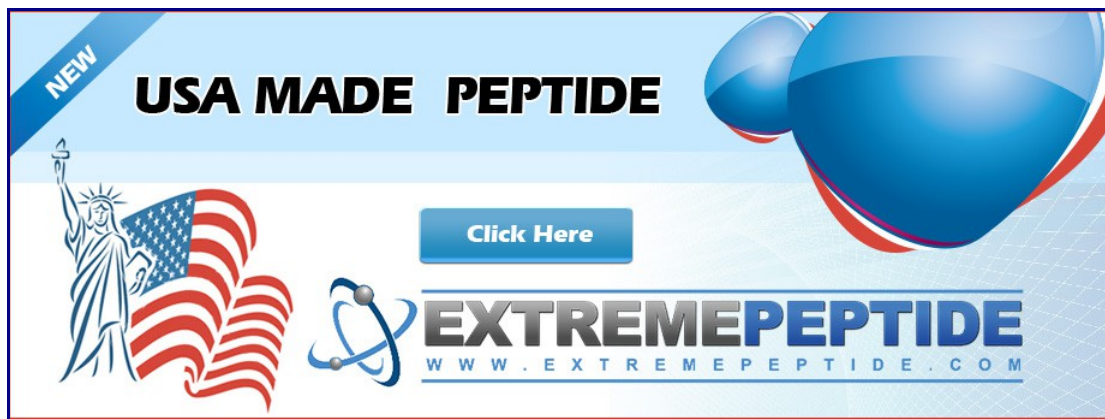 NEW
USA MADE PEPTIDE
Click Here
EXTREMEPEPTIDE
WWW.EXTREMEPEPTIDE.COM